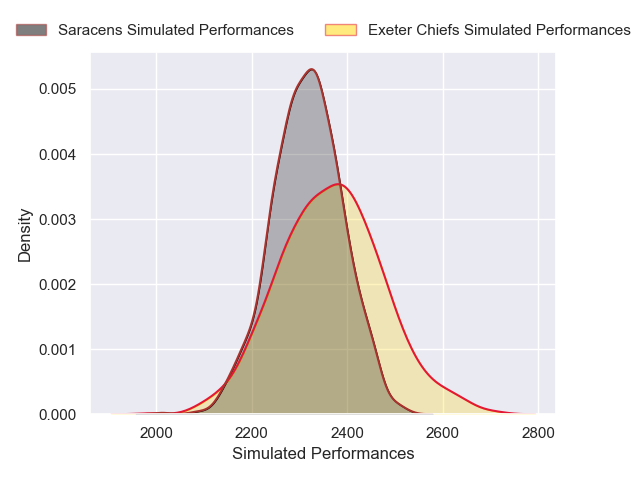 Saracens Simulated Performances Exeter Chiefs Simulated Performances
0.005
0.004
0.003
0.002
0.001
0.000
Density
2000 2200 2400 2600 2800
Simulated Performances